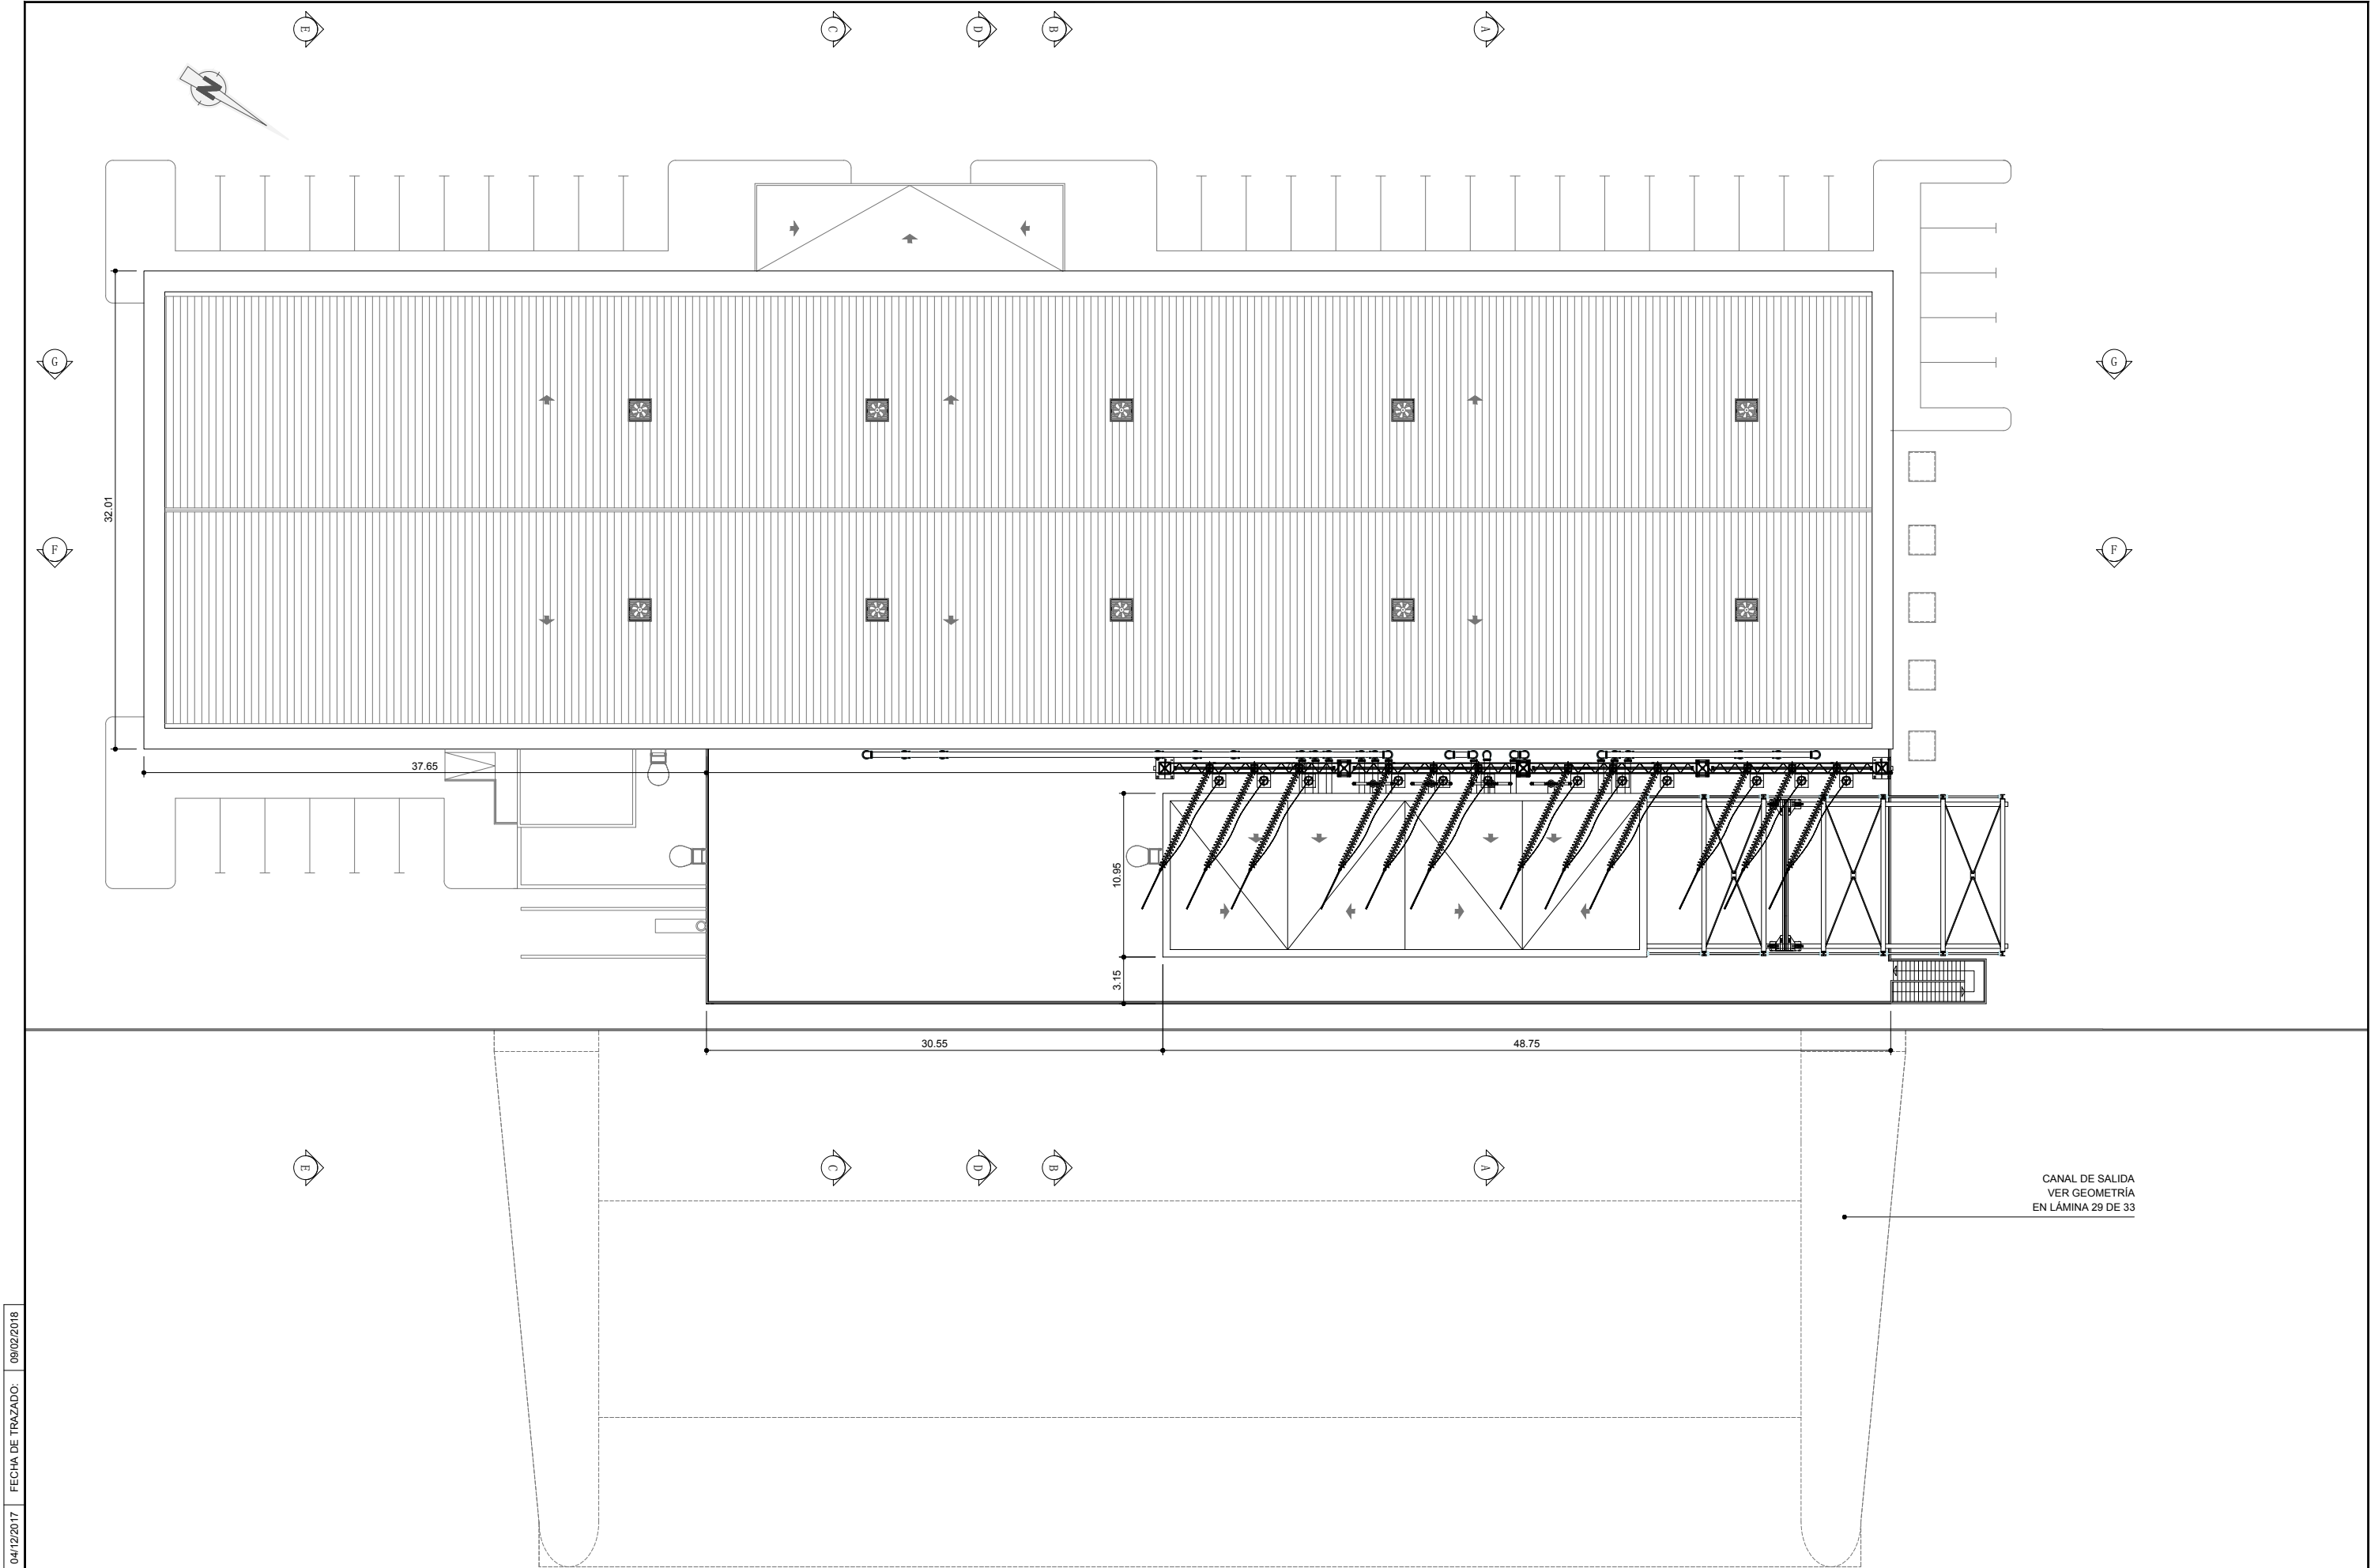 E
C
D
B
A
N
G
G
32.01
F
F
37.65
10.95
3.15
30.55
48.75
E
C
D
B
A
CANAL DE SALIDA
VER GEOMETRÍA
EN LÁMINA 29 DE 33
04/12/2017 FECHA DE TRAZADO: 09/02/2018